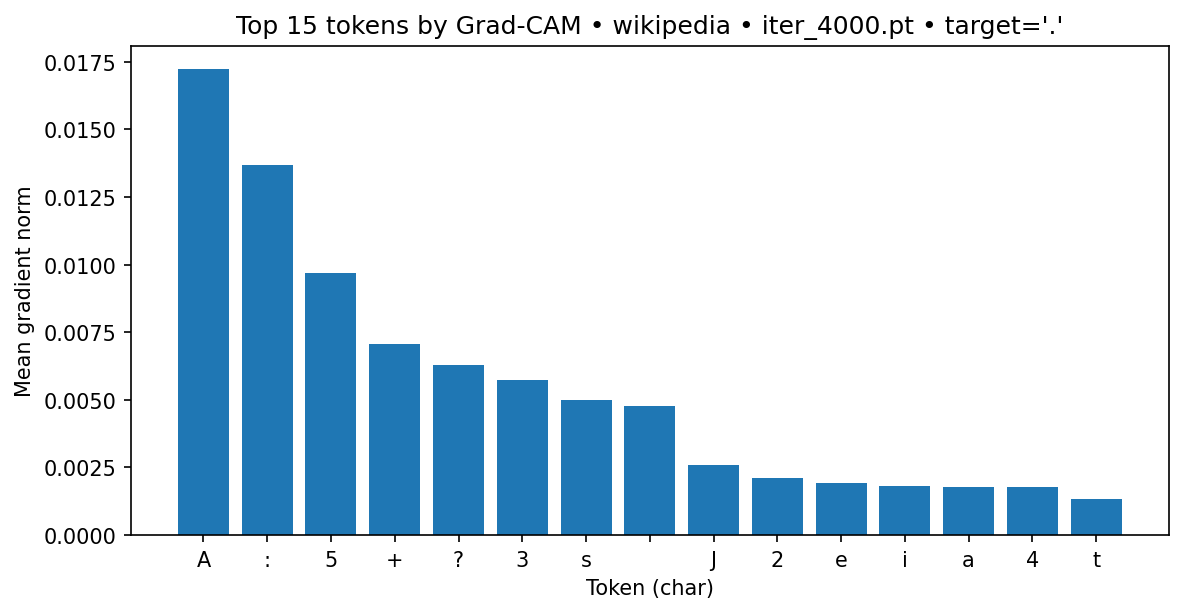 Top 15 tokens by Grad-CAM • wikipedia • iter_4000.pt • target='.'
Mean gradient norm
0.0175
0.0150
0.0125
0.0100
0.0075
0.0050
0.0025
0.0000
A : 5 + ? 3 s J 2 e i a 4 t
Token (char)